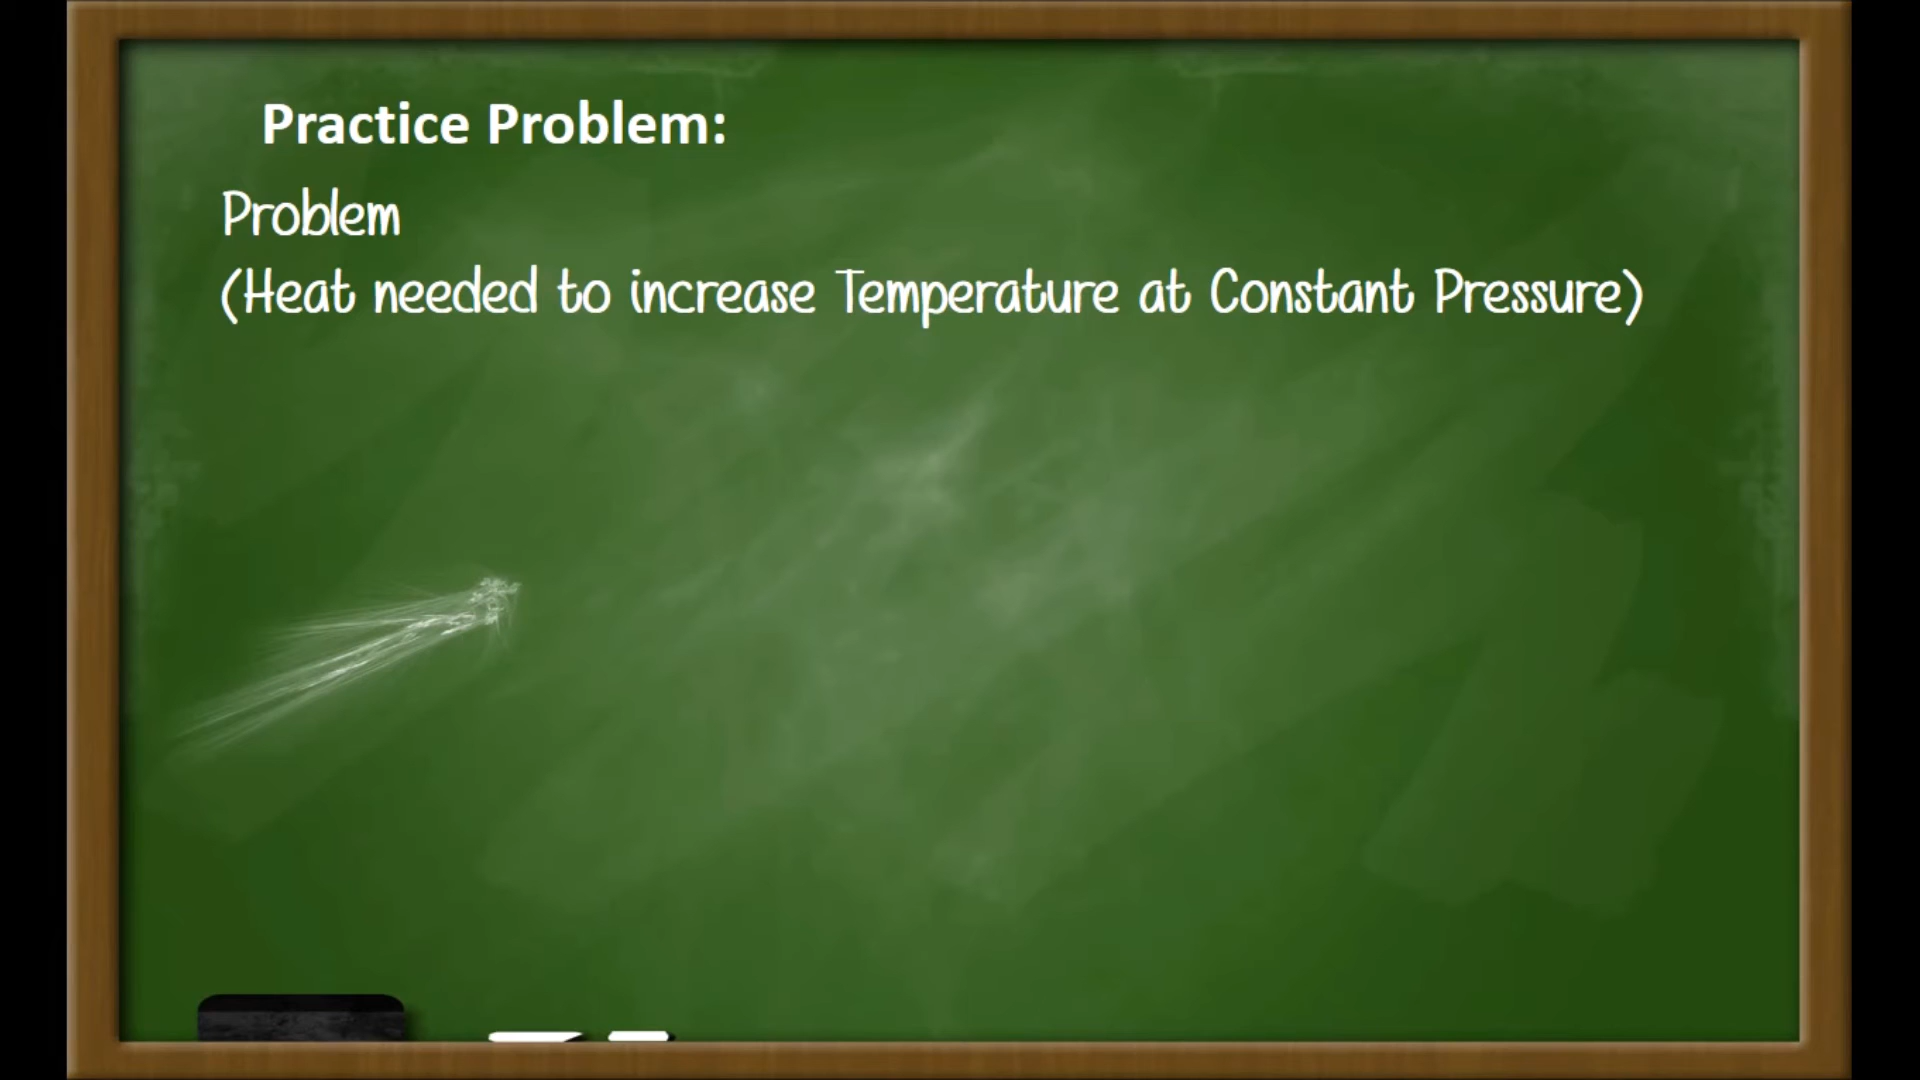 Practice Problem:
Problem
(Heat needed to increase Temperature at Constant Pressure)